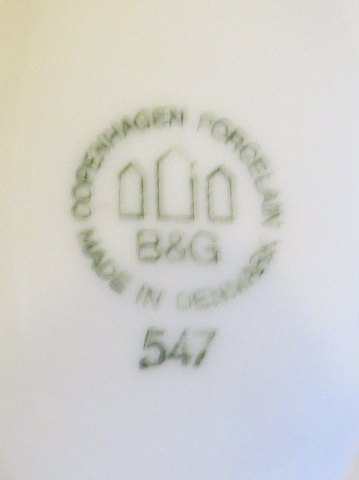 COPENHAGEN PORCELAIN
B&G
MADE IN DENMARK
547